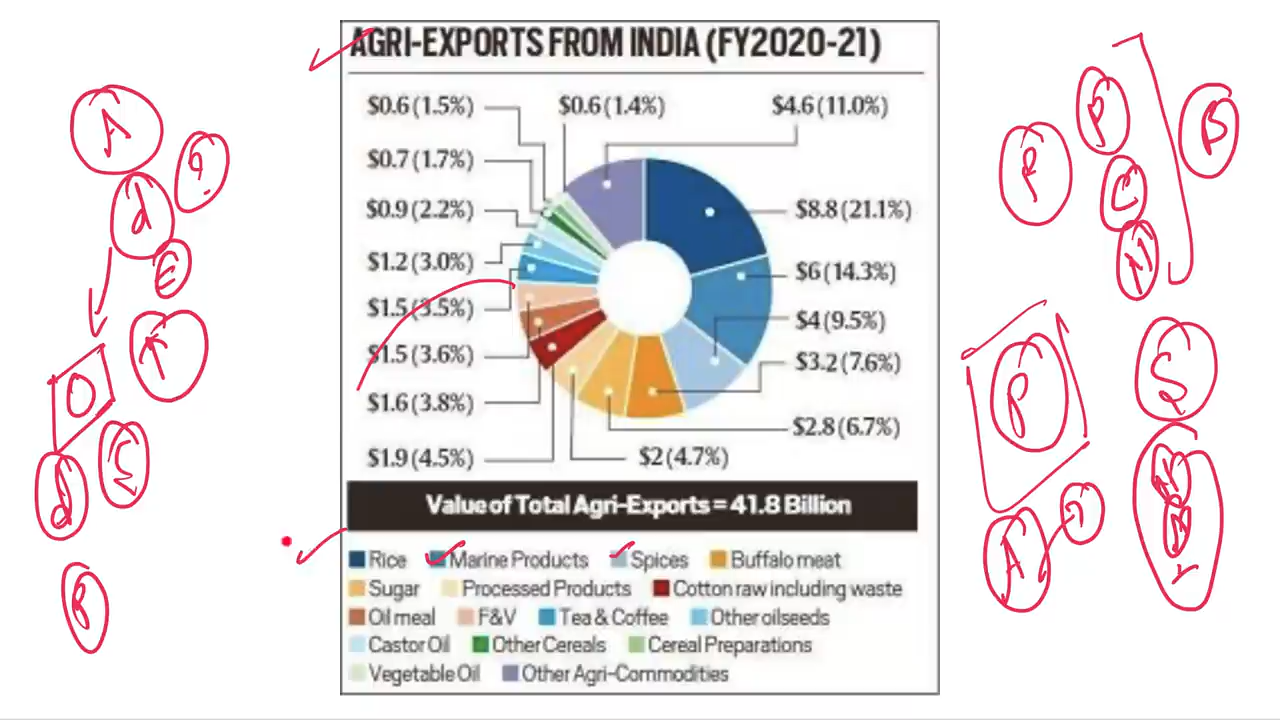 AGRI-EXPORTS FROM INDIA (FY2020-21)
$0.6 (1.5%) $0.6 (1.4%) $4.6 (11.0%)
$0.7 (1.7%)
$0.9 (2.2%) $8.8 (21.1%)
$1.2 (3.0%) $6 (14.3%)
$1.5 (3.5%) $4 (9.5%)
$1.5 (3.6%) $3.2 (7.6%)
$1.6 (3.8%) $2.8 (6.7%)
$1.9 (4.5%) $2 (4.7%)
Value of Total Agri-Exports = 41.8 Billion
Rice Marine Products Spices Buffalo meat
Sugar Processed Products Cotton raw including waste
Oil meal F&V Tea & Coffee Other oilseeds
Castor Oil Other Cereals Cereal Preparations
Vegetable Oil Other Agri-Commodities
A
?
d
E
O
d
B
P
P
C
B
P
S
A